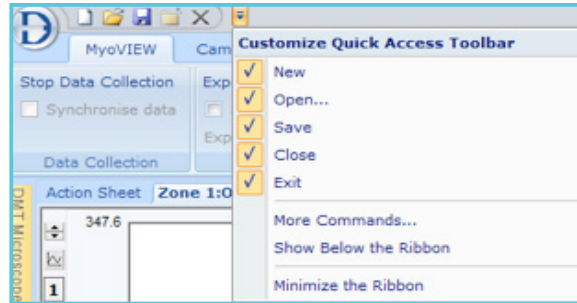 D
Customize Quick Access Toolbar
MyoVIEW Cam
New
Stop Data Collection Exp
Open...
Synchronise data
Save
Exp
Close
Data Collection
Exit
Action Sheet Zone 1:0
DMT Microscope
347.6
More Commands...
Show Below the Ribbon
1
Minimize the Ribbon